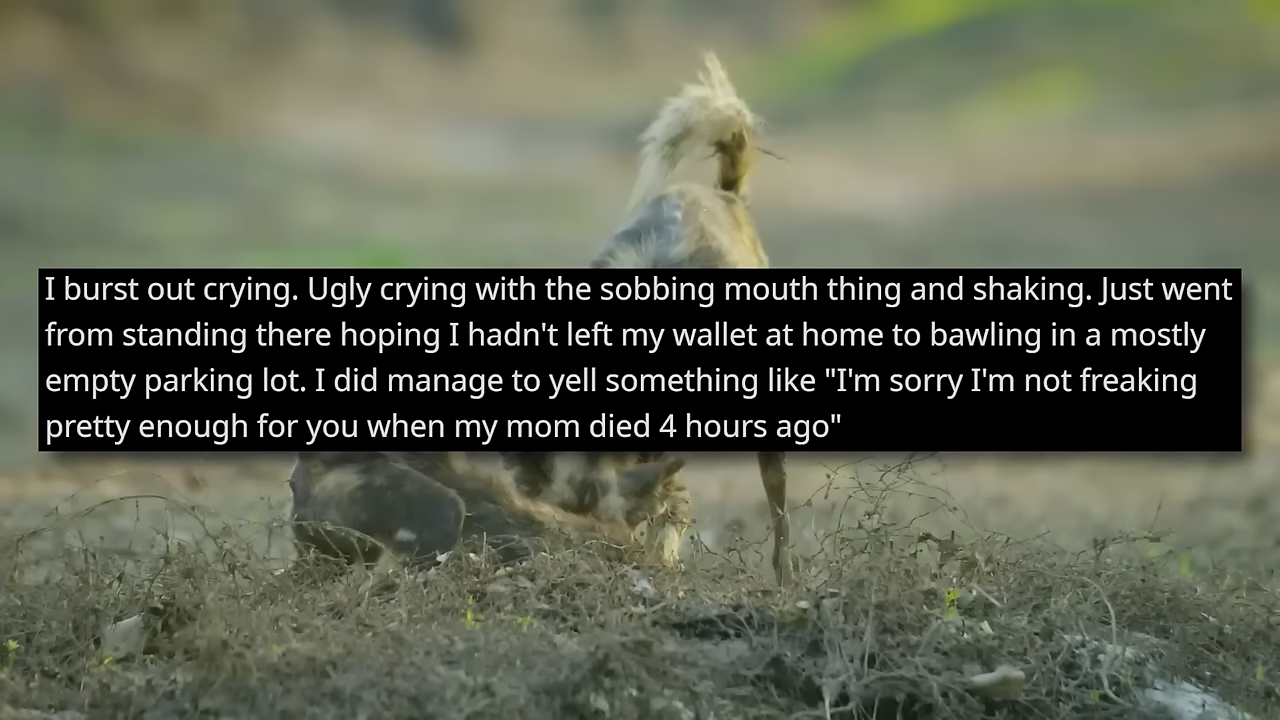 I burst out crying. Ugly crying with the sobbing mouth thing and shaking. Just went
from standing there hoping I hadn't left my wallet at home to bawling in a mostly
empty parking lot. I did manage to yell something like "I'm sorry I'm not freaking
pretty enough for you when my mom died 4 hours ago"